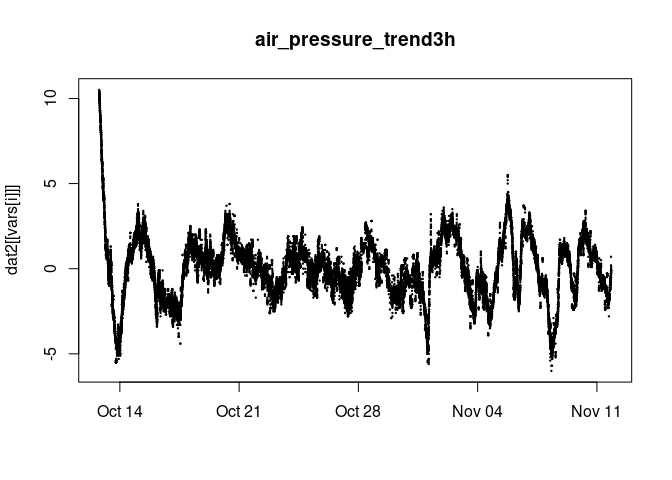 air_pressure_trend3h
dat2[[vars[i]]]
10
5
0
-5
Oct 14
Oct 21
Oct 28
Nov 04
Nov 11